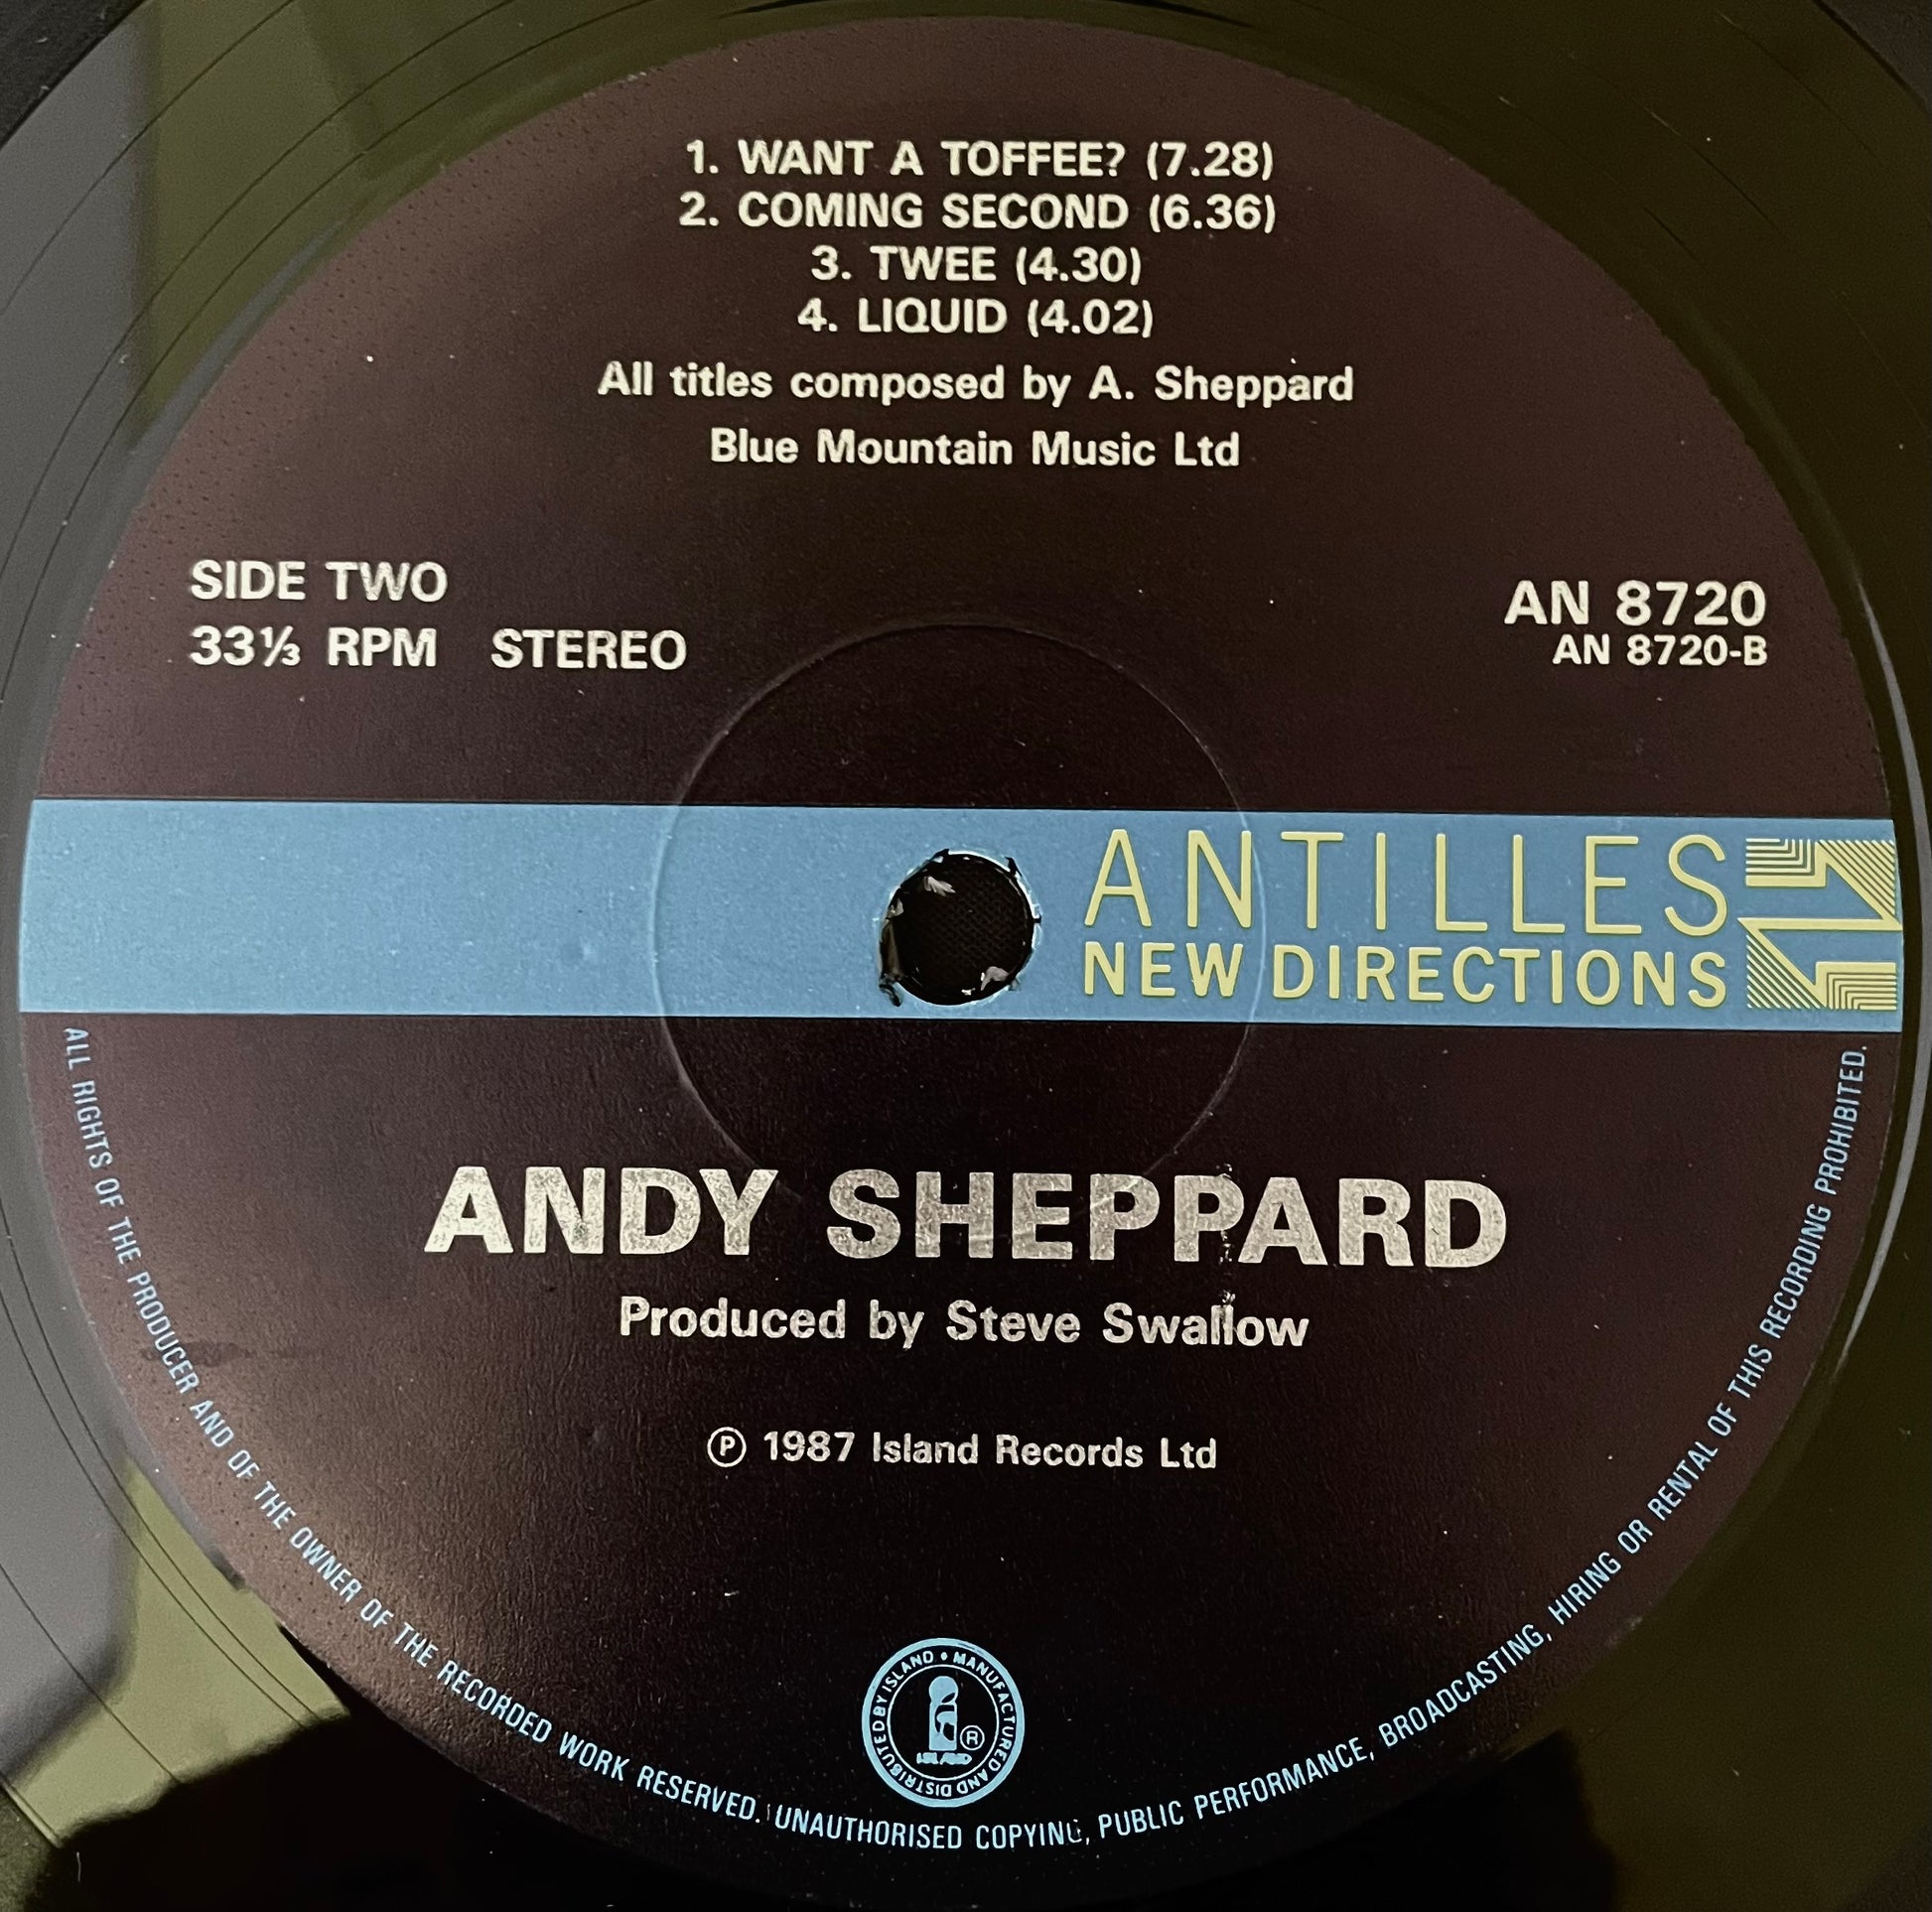 1. WANT A TOFFEE? (7.28)
2. COMING SECOND (6.36)
3. TWEE (4.30)
4. LIQUID (4.02)
All titles composed by A. Sheppard
Blue Mountain Music Ltd
SIDE TWO
33⅓ RPM STEREO
AN 8720
AN 8720-B
ANTILLES
NEW DIRECTIONS
ANDY SHEPPARD
Produced by Steve Swallow
Ⓟ 1987 Island Records Ltd
MANUFACTURED AND DISTRIBUTED BY ISLAND •
ISLAND ®
ALL RIGHTS OF THE PRODUCER AND OF THE OWNER OF THE RECORDED WORK RESERVED. UNAUTHORISED COPYING, PUBLIC PERFORMANCE, BROADCASTING, HIRING OR RENTAL OF THIS RECORDING PROHIBITED.